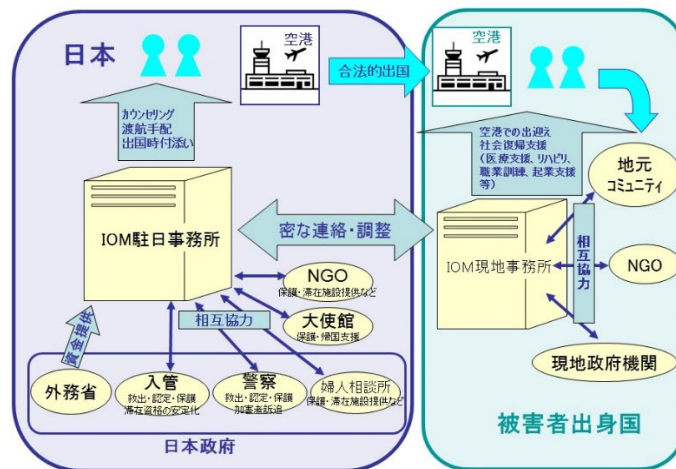 日本
空港
合法的出国
空港
カウンセリング
渡航手配
出国時付添い
空港での出迎え
社会復帰支援
(医療支援、リハビリ、
職業訓練、起業支援
等)
地元
コミュニティ
IOM駐日事務所
密な連絡・調整
IOM現地事務所
相互協力
NGO
NGO
保護・滞在施設提供など
大使館
保護・帰国支援
相互協力
資金提供
現地政府機関
外務省
入管
救出・認定・保護
滞在資格の安定化
警察
救出・認定・保護
加害者訴追
婦人相談所
保護・滞在施設提供など
日本政府
被害者出身国